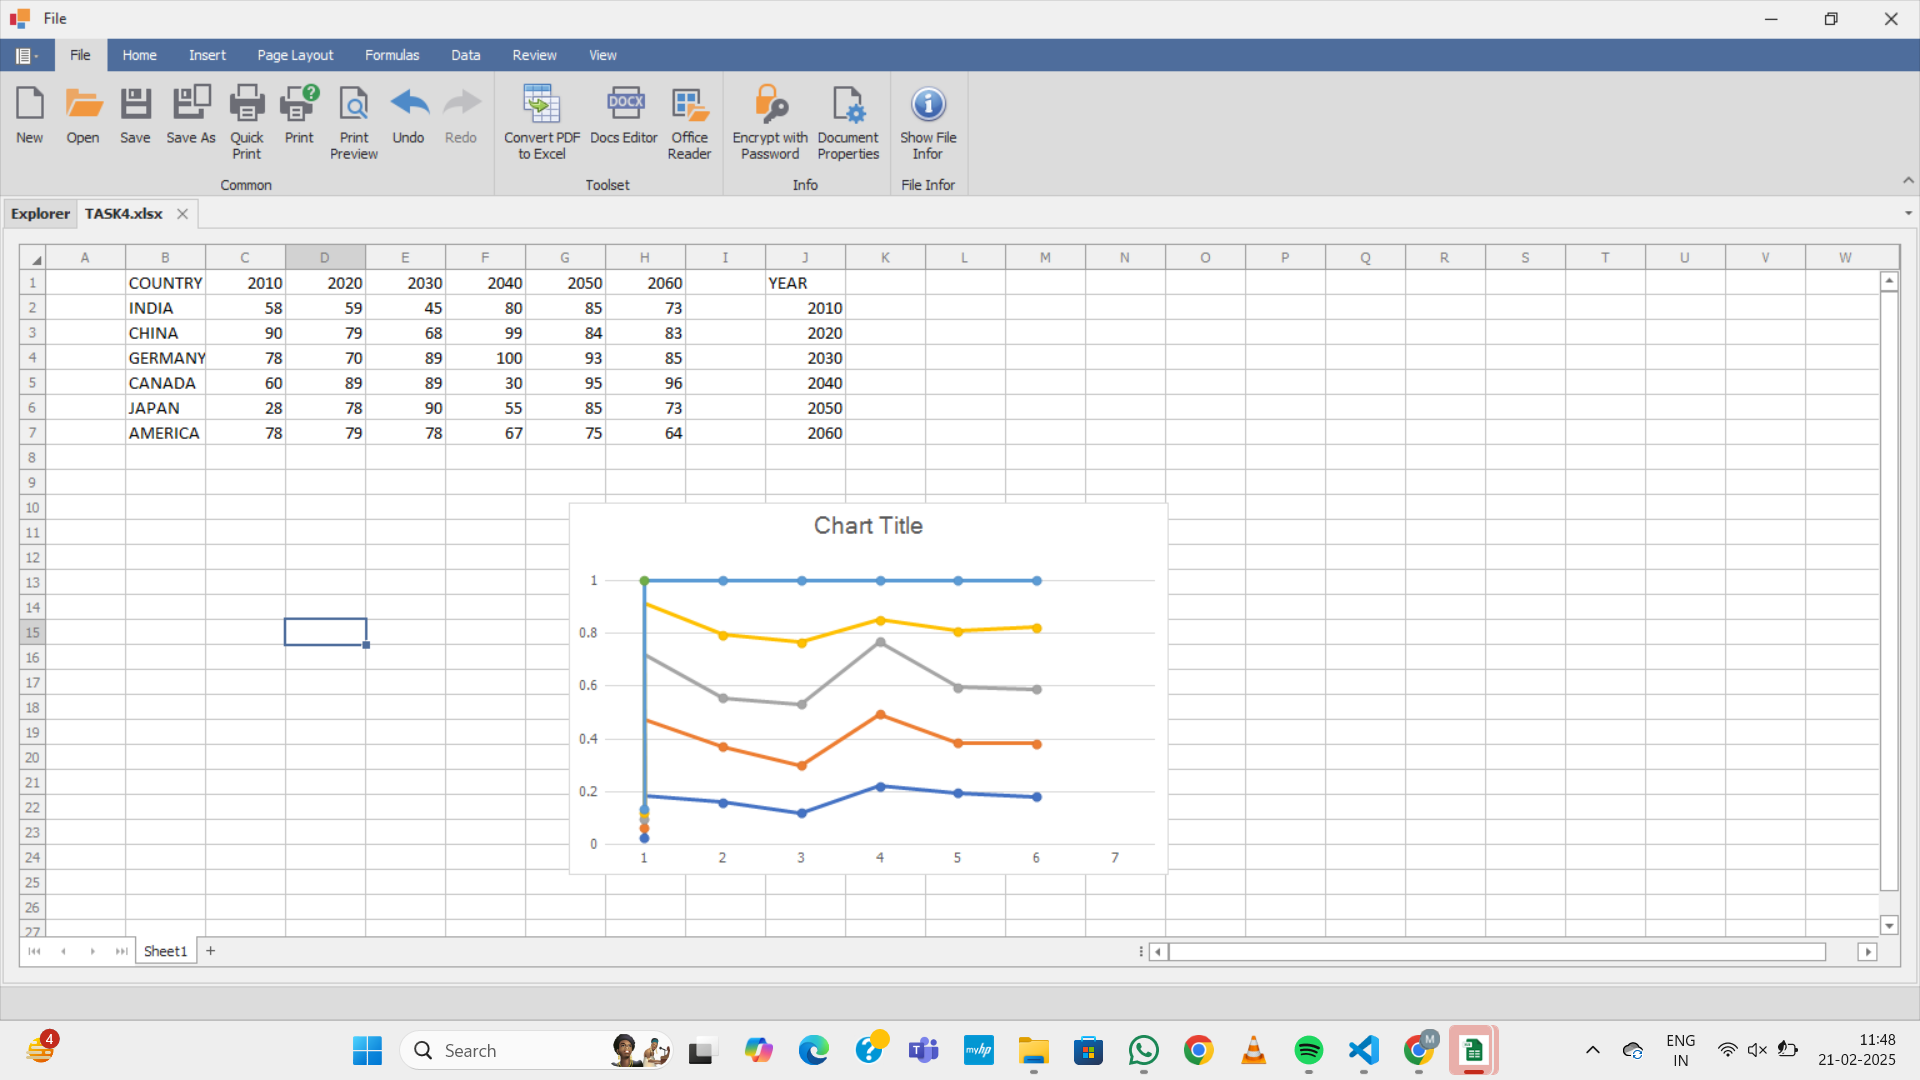 File
File Home Insert Page Layout Formulas Data Review View
New Open Save Save As Quick Print Print Print Preview Undo Redo Convert PDF to Excel Docs Editor Office Reader Encrypt with Password Document Properties Show File Infor
DOCX
Common Toolset Info File Infor
Explorer TASK4.xlsx
A B C D E F G H I J K L M N O P Q R S T U V W
1 COUNTRY 2010 2020 2030 2040 2050 2060 YEAR
2 INDIA 58 59 45 80 85 73 2010
3 CHINA 90 79 68 99 84 83 2020
4 GERMANY 78 70 89 100 93 85 2030
5 CANADA 60 89 89 30 95 96 2040
6 JAPAN 28 78 90 55 85 73 2050
7 AMERICA 78 79 78 67 75 64 2060
8
9
10
11
12
13
14
15
16
17
18
19
20
21
22
23
24
25
26
27
Chart Title
1
0.8
0.6
0.4
0.2
0
1 2 3 4 5 6 7
Sheet1 +
4
Search
myhp
M
ENG
IN
11:48
21-02-2025